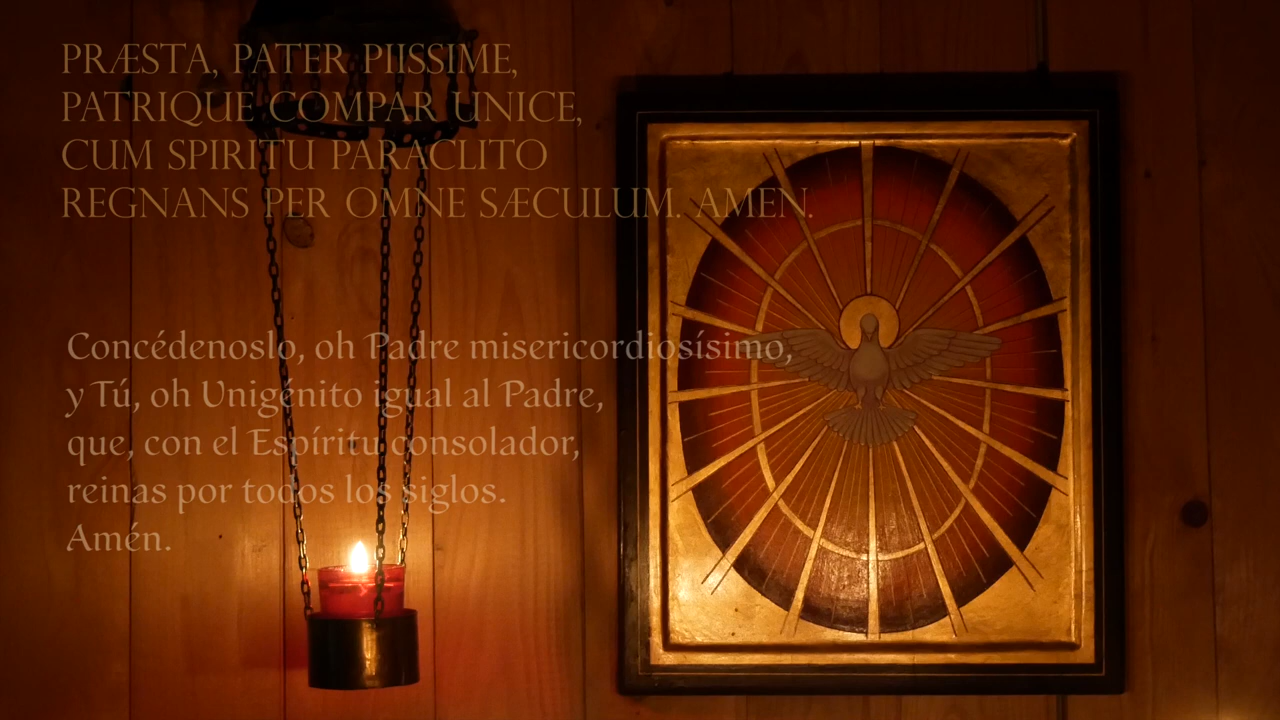 PRÆSTA, PATER PIISSIME,
PATRIQUE COMPAR UNICE,
CUM SPIRITU PARACLITO
REGNANS PER OMNE SÆCULUM. AMEN.
Concédenoslo, oh Padre misericordiosísimo,
y Tú, oh Unigénito igual al Padre,
que, con el Espíritu consolador,
reinas por todos los siglos.
Amén.